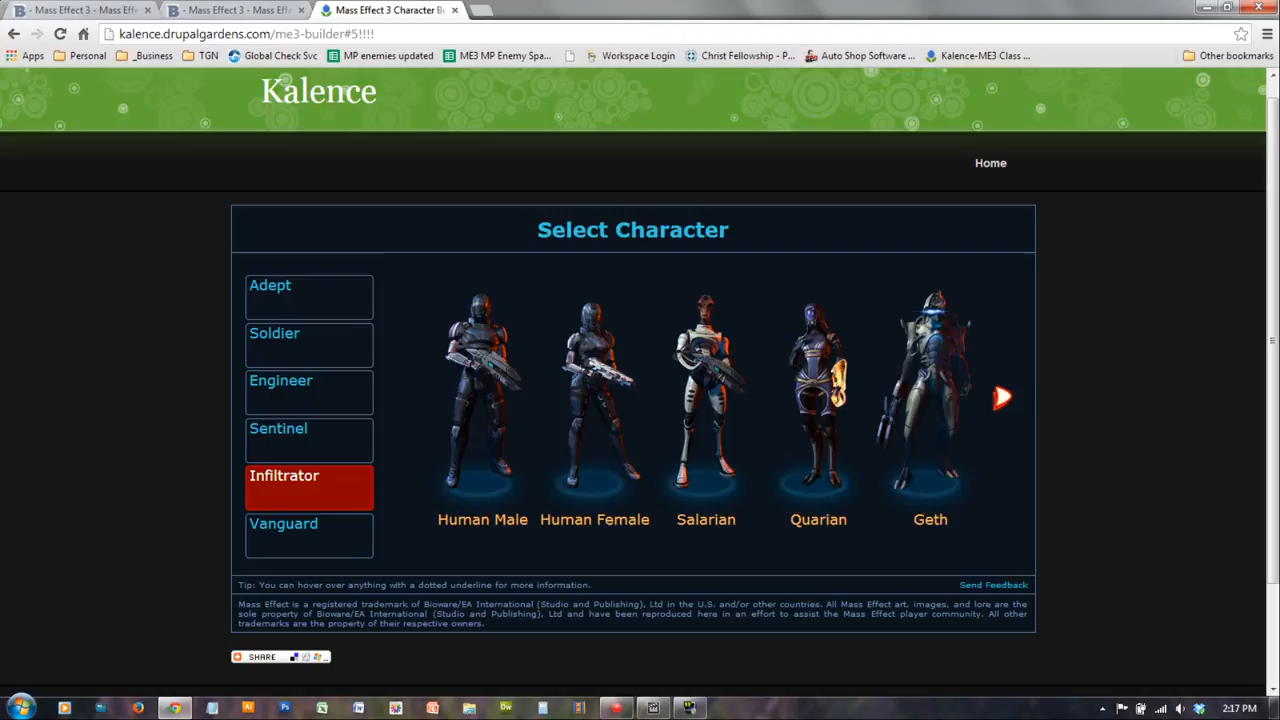 - Mass Effect 3 - Mass Effe
Mass Effect 3 - Mass Effe
Mass Effect 3 Character B
kalence.drupalgardens.com/me3-builder#5!!!!
Apps
Personal
_Business
TGN
Global Check Svc
MP enemies updated
ME3 MP Enemy Spa...
Workspace Login
Christ Fellowship - P...
Auto Shop Software ...
Kalence-ME3 Class ...
Other bookmarks
Kalence
Home
Select Character
Adept
Soldier
Engineer
Sentinel
Infiltrator
Vanguard
Human Male
Human Female
Salarian
Quarian
Geth
Tip: You can hover over anything with a dotted underline for more information.
Send Feedback
Mass Effect is a registered trademark of Bioware/EA International (Studio and Publishing), Ltd in the U.S. and/or other countries. All Mass Effect art, images, and lore are the
sole property of Bioware/EA International (Studio and Publishing), Ltd and have been reproduced here in an effort to assist the Mass Effect player community. All other
trademarks are the property of their respective owners.
SHARE
2:17 PM